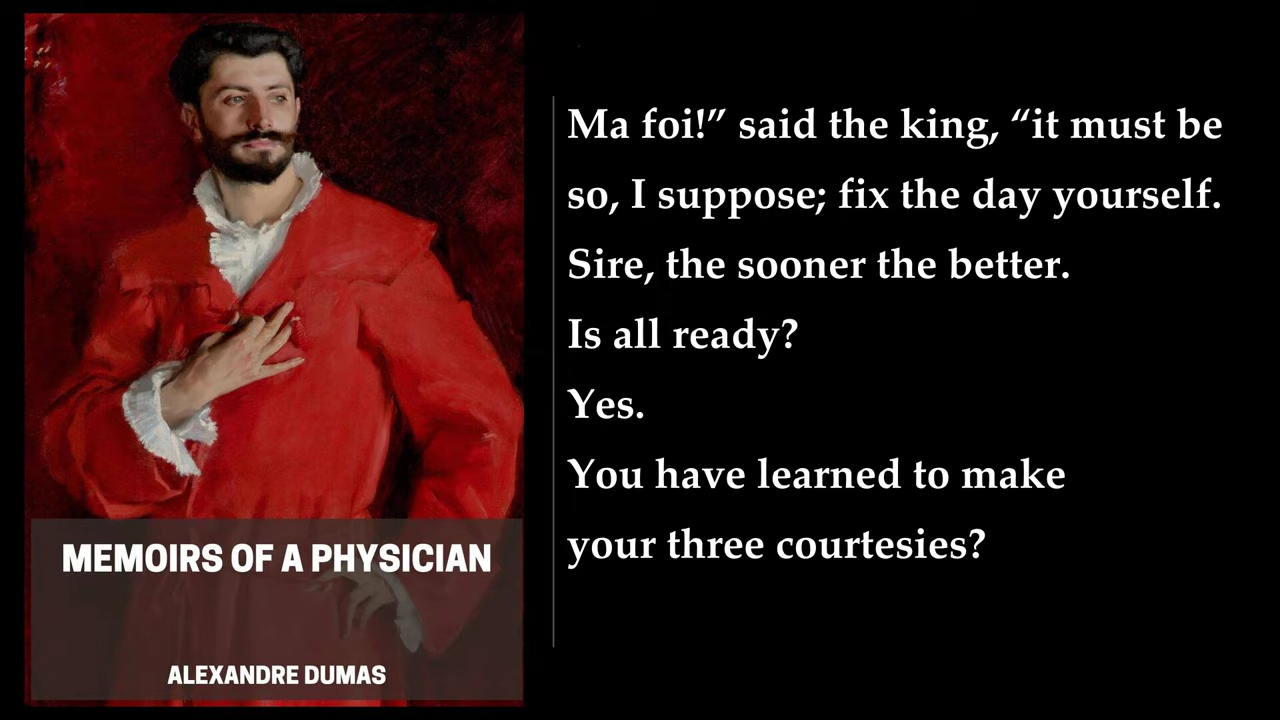 Ma foi!” said the king, “it must be
so, I suppose; fix the day yourself.
Sire, the sooner the better.
Is all ready?
Yes.
You have learned to make
your three courtesies?
MEMOIRS OF A PHYSICIAN
ALEXANDRE DUMAS